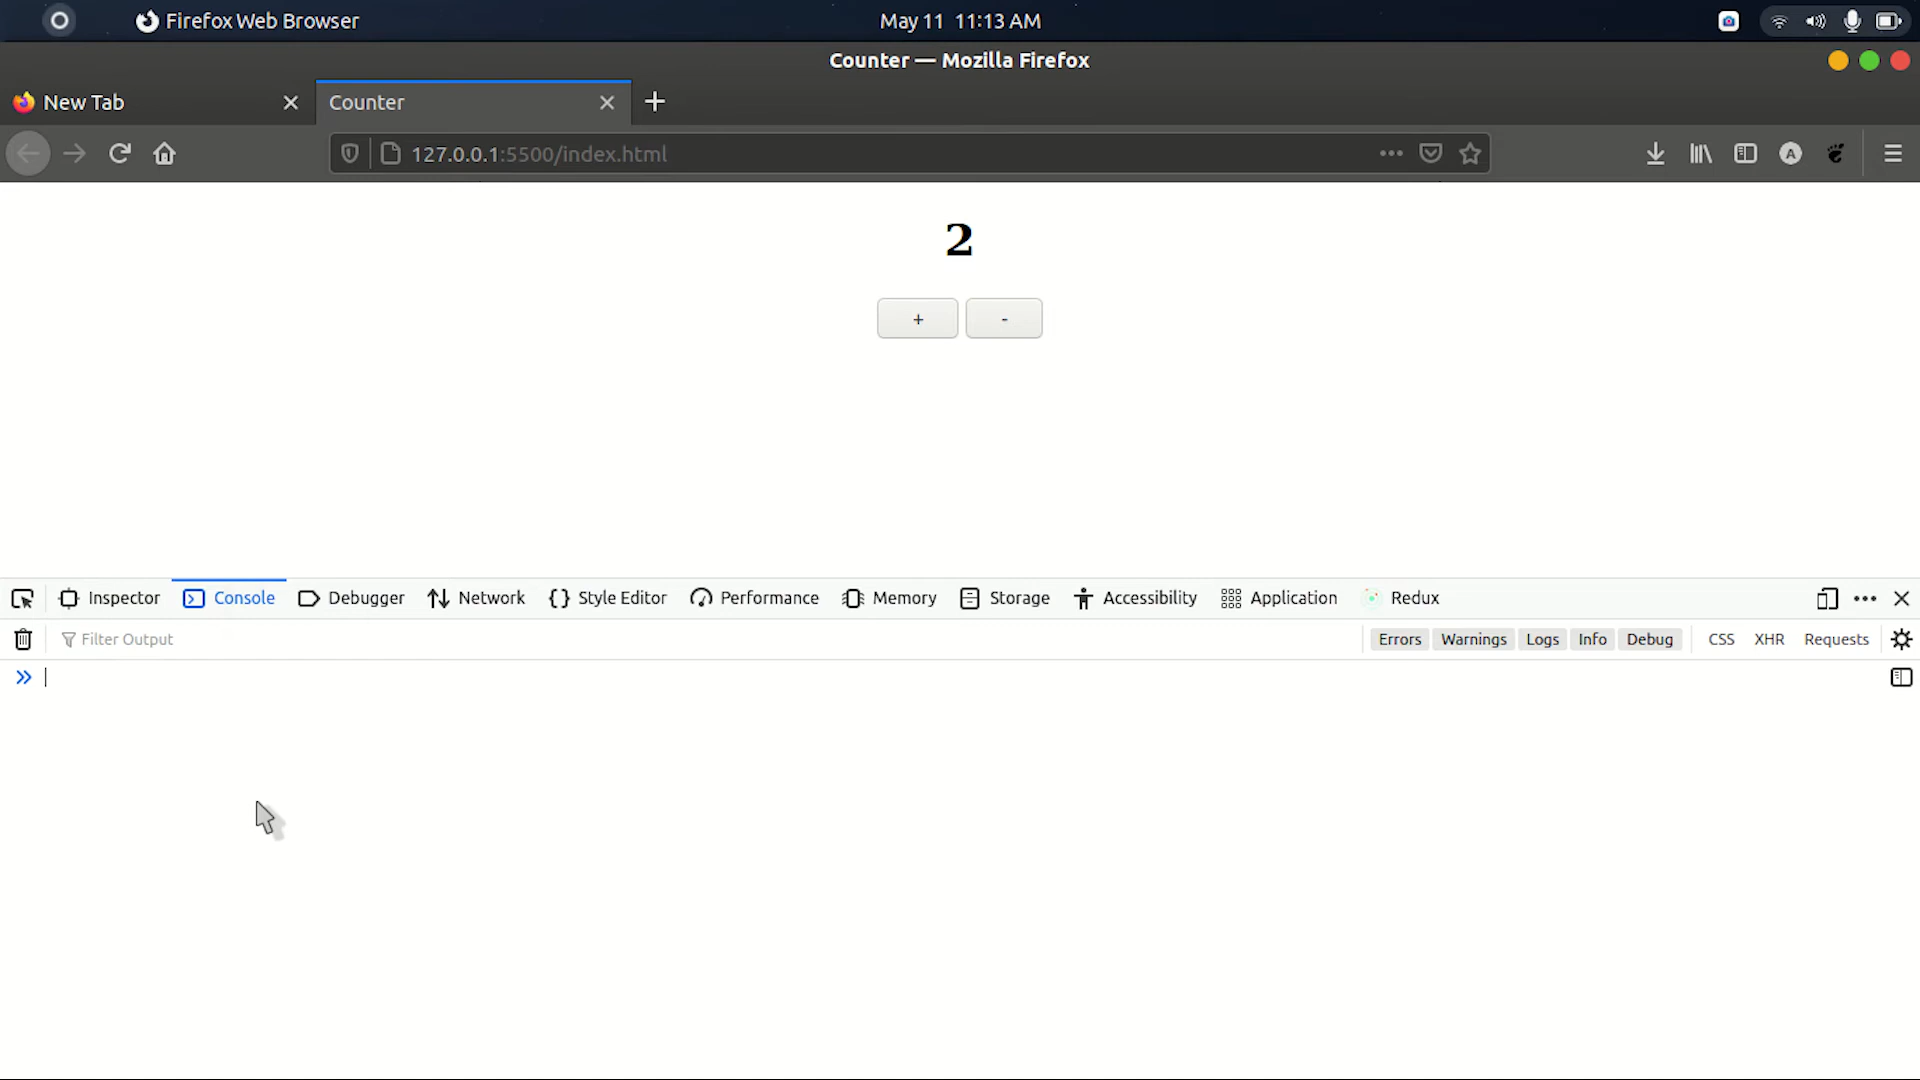 Firefox Web Browser
May 11 11:13 AM
Counter — Mozilla Firefox
New Tab
Counter
127.0.0.1:5500/index.html
2
+ -
Inspector Console Debugger Network {} Style Editor Performance Memory Storage Accessibility Application Redux
Filter Output Errors Warnings Logs Info Debug CSS XHR Requests